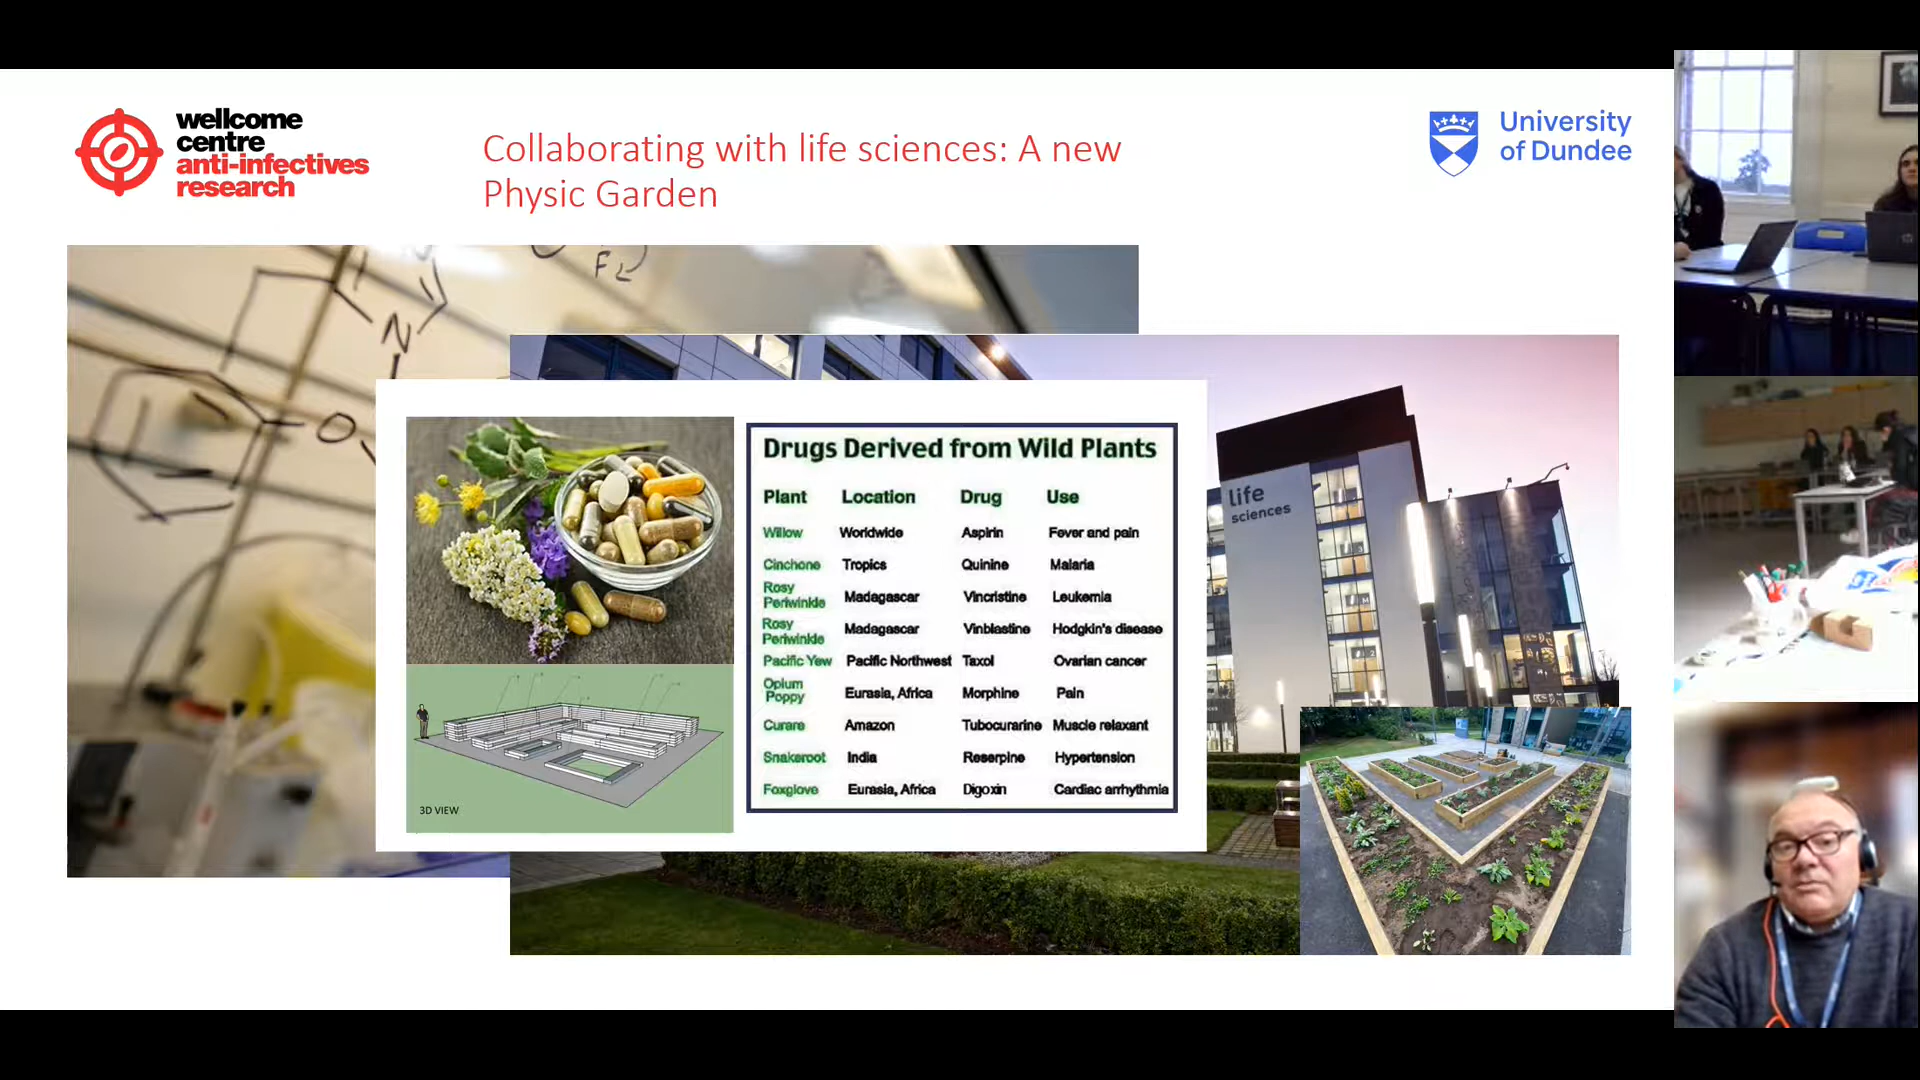 wellcome
centre
anti-infectives
research
Collaborating with life sciences: A new
Physic Garden
University
of Dundee
F
N
O
life
sciences
Drugs Derived from Wild Plants
Plant Location Drug Use
Willow Worldwide Aspirin Fever and pain
Cinchone Tropics Quinine Malaria
Rosy Periwinkle Madagascar Vincristine Leukemia
Rosy Periwinkle Madagascar Vinblastine Hodgkin's disease
Pacific Yew Pacific Northwest Taxol Ovarian cancer
Opium Poppy Eurasia, Africa Morphine Pain
Curare Amazon Tubocurarine Muscle relaxant
Snakeroot India Reserpine Hypertension
Foxglove Eurasia, Africa Digoxin Cardiac arrhythmia
3D VIEW